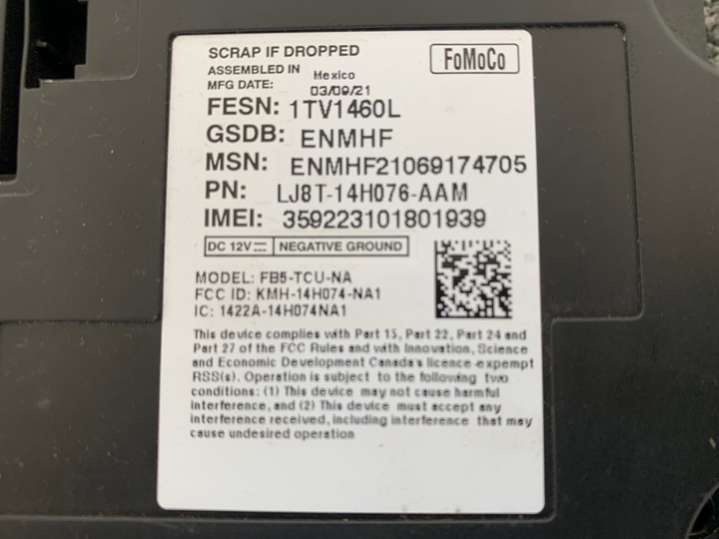 SCRAP IF DROPPED
FoMoCo
ASSEMBLED IN Mexico
MFG DATE: 03/09/21
FESN: 1TV1460L
GSDB: ENMHF
MSN: ENMHF21069174705
PN: LJ8T-14H076-AAM
IMEI: 359223101801939
DC 12V⎓ NEGATIVE GROUND
MODEL: FB5-TCU-NA
FCC ID: KMH-14H074-NA1
IC: 1422A-14H074NA1
This device complies with Part 15, Part 22, Part 24 and
Part 27 of the FCC Rules and with Innovation, Science
and Economic Development Canada's licence-exempt
RSS(s). Operation is subject to the following two
conditions: (1) This device may not cause harmful
interference, and (2) This device must accept any
interference received, including interference that may
cause undesired operation